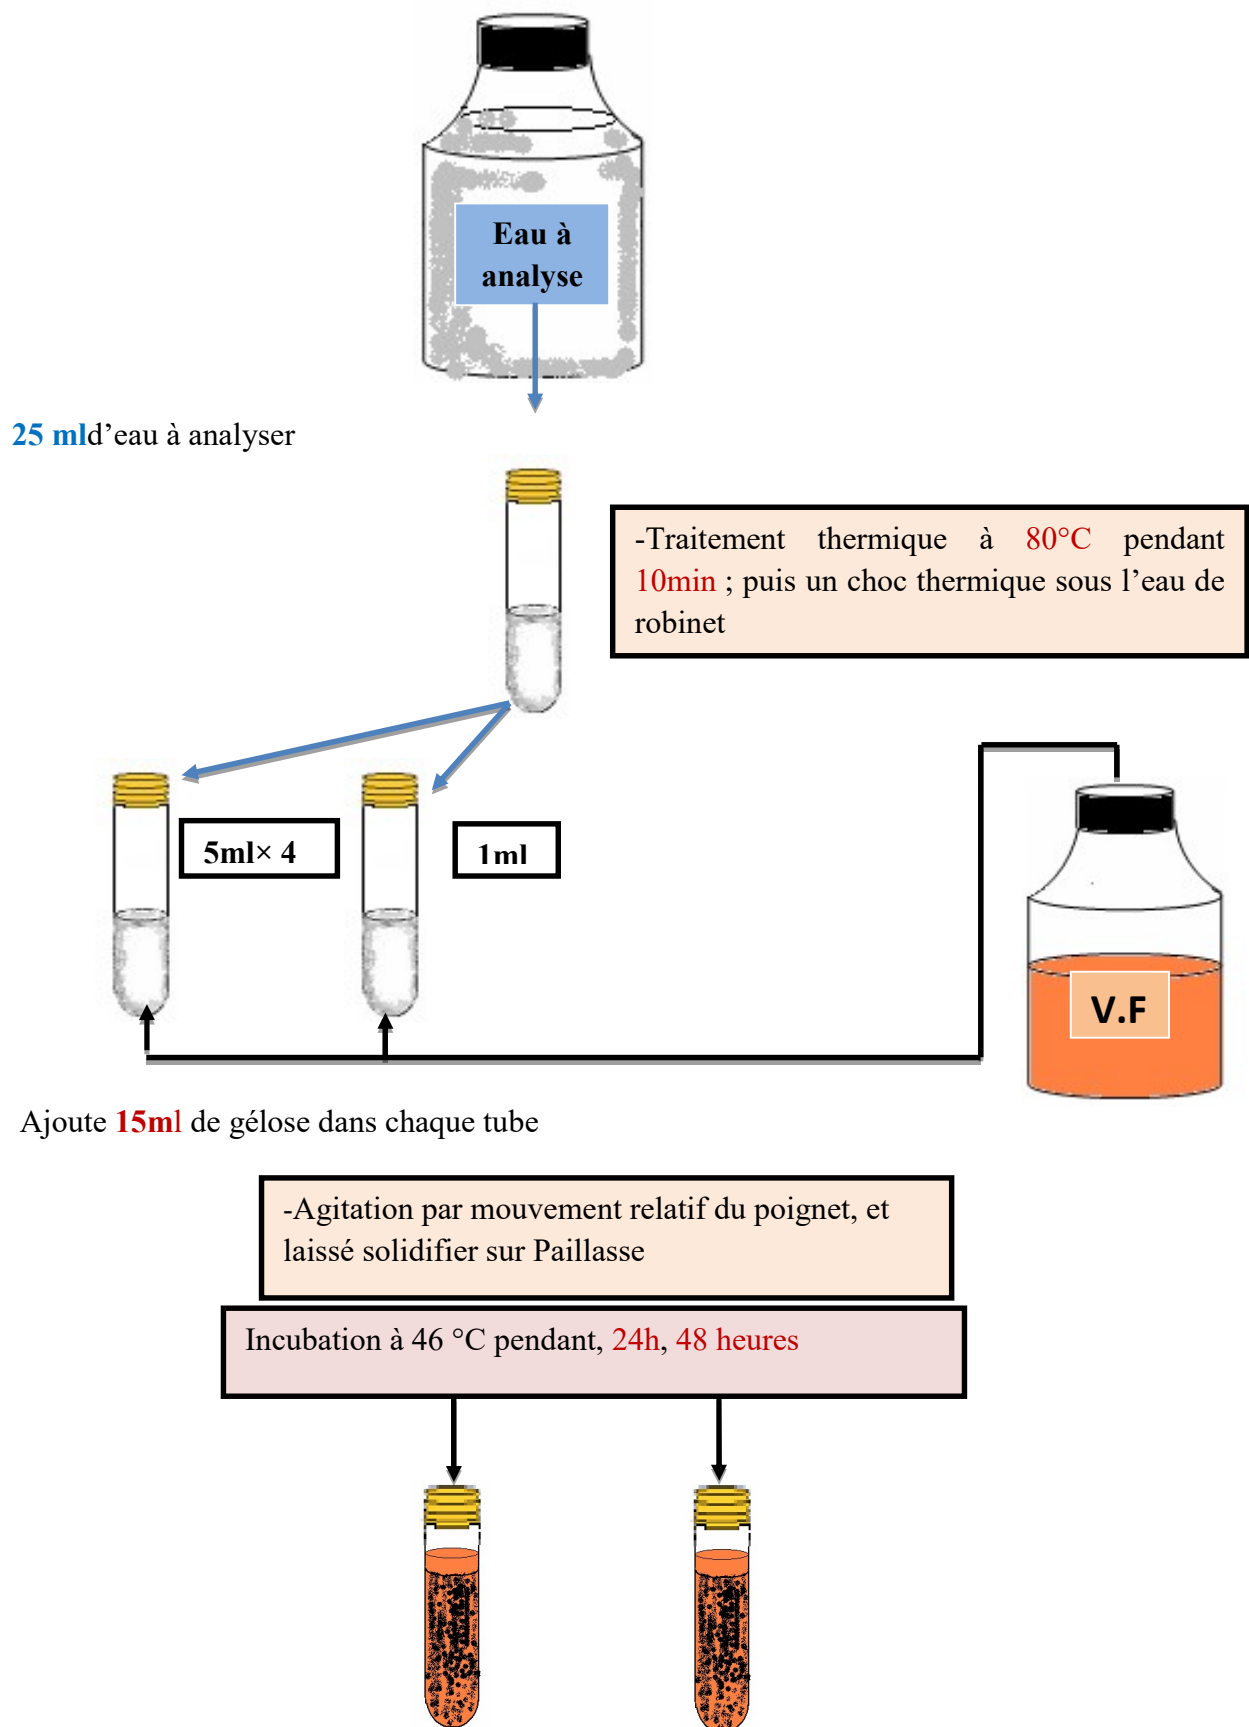 Eau à
analyse
25 mld’eau à analyser
-Traitement thermique à 80°C pendant
10min ; puis un choc thermique sous l’eau de
robinet
5ml× 4
1ml
V.F
Ajoute 15ml de gélose dans chaque tube
-Agitation par mouvement relatif du poignet, et
laissé solidifier sur Paillasse
Incubation à 46 °C pendant, 24h, 48 heures